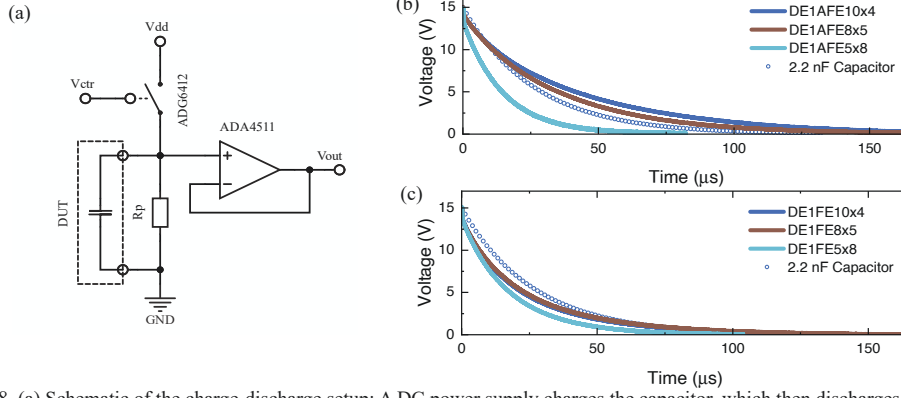 (a)
Vdd
Vctr
ADG6412
ADA4511
Vout
DUT
Rp
GND
(b)
Voltage (V)
15
10
5
0
DE1AFE10x4
DE1AFE8x5
DE1AFE5x8
2.2 nF Capacitor
0 50 100 150
Time (μs)
(c)
Voltage (V)
15
10
5
0
DE1FE10x4
DE1FE8x5
DE1FE5x8
2.2 nF Capacitor
0 50 100 150
Time (μs)
8. (a) Schematic of the charge-discharge setup: A DC power supply charges the capacitor, which then discharges